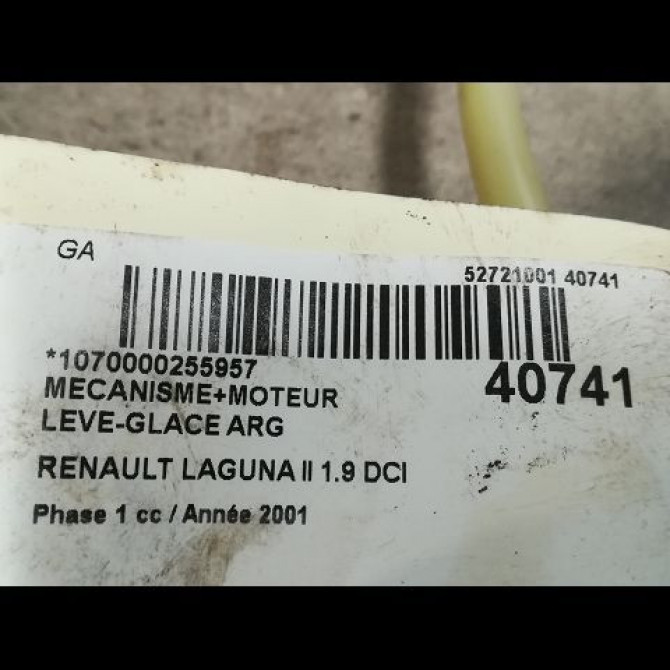 GA
52721001 40741
*1070000255957
40741
MECANISME+MOTEUR
LEVE-GLACE ARG
RENAULT LAGUNA II 1.9 DCI
Phase 1 cc / Année 2001